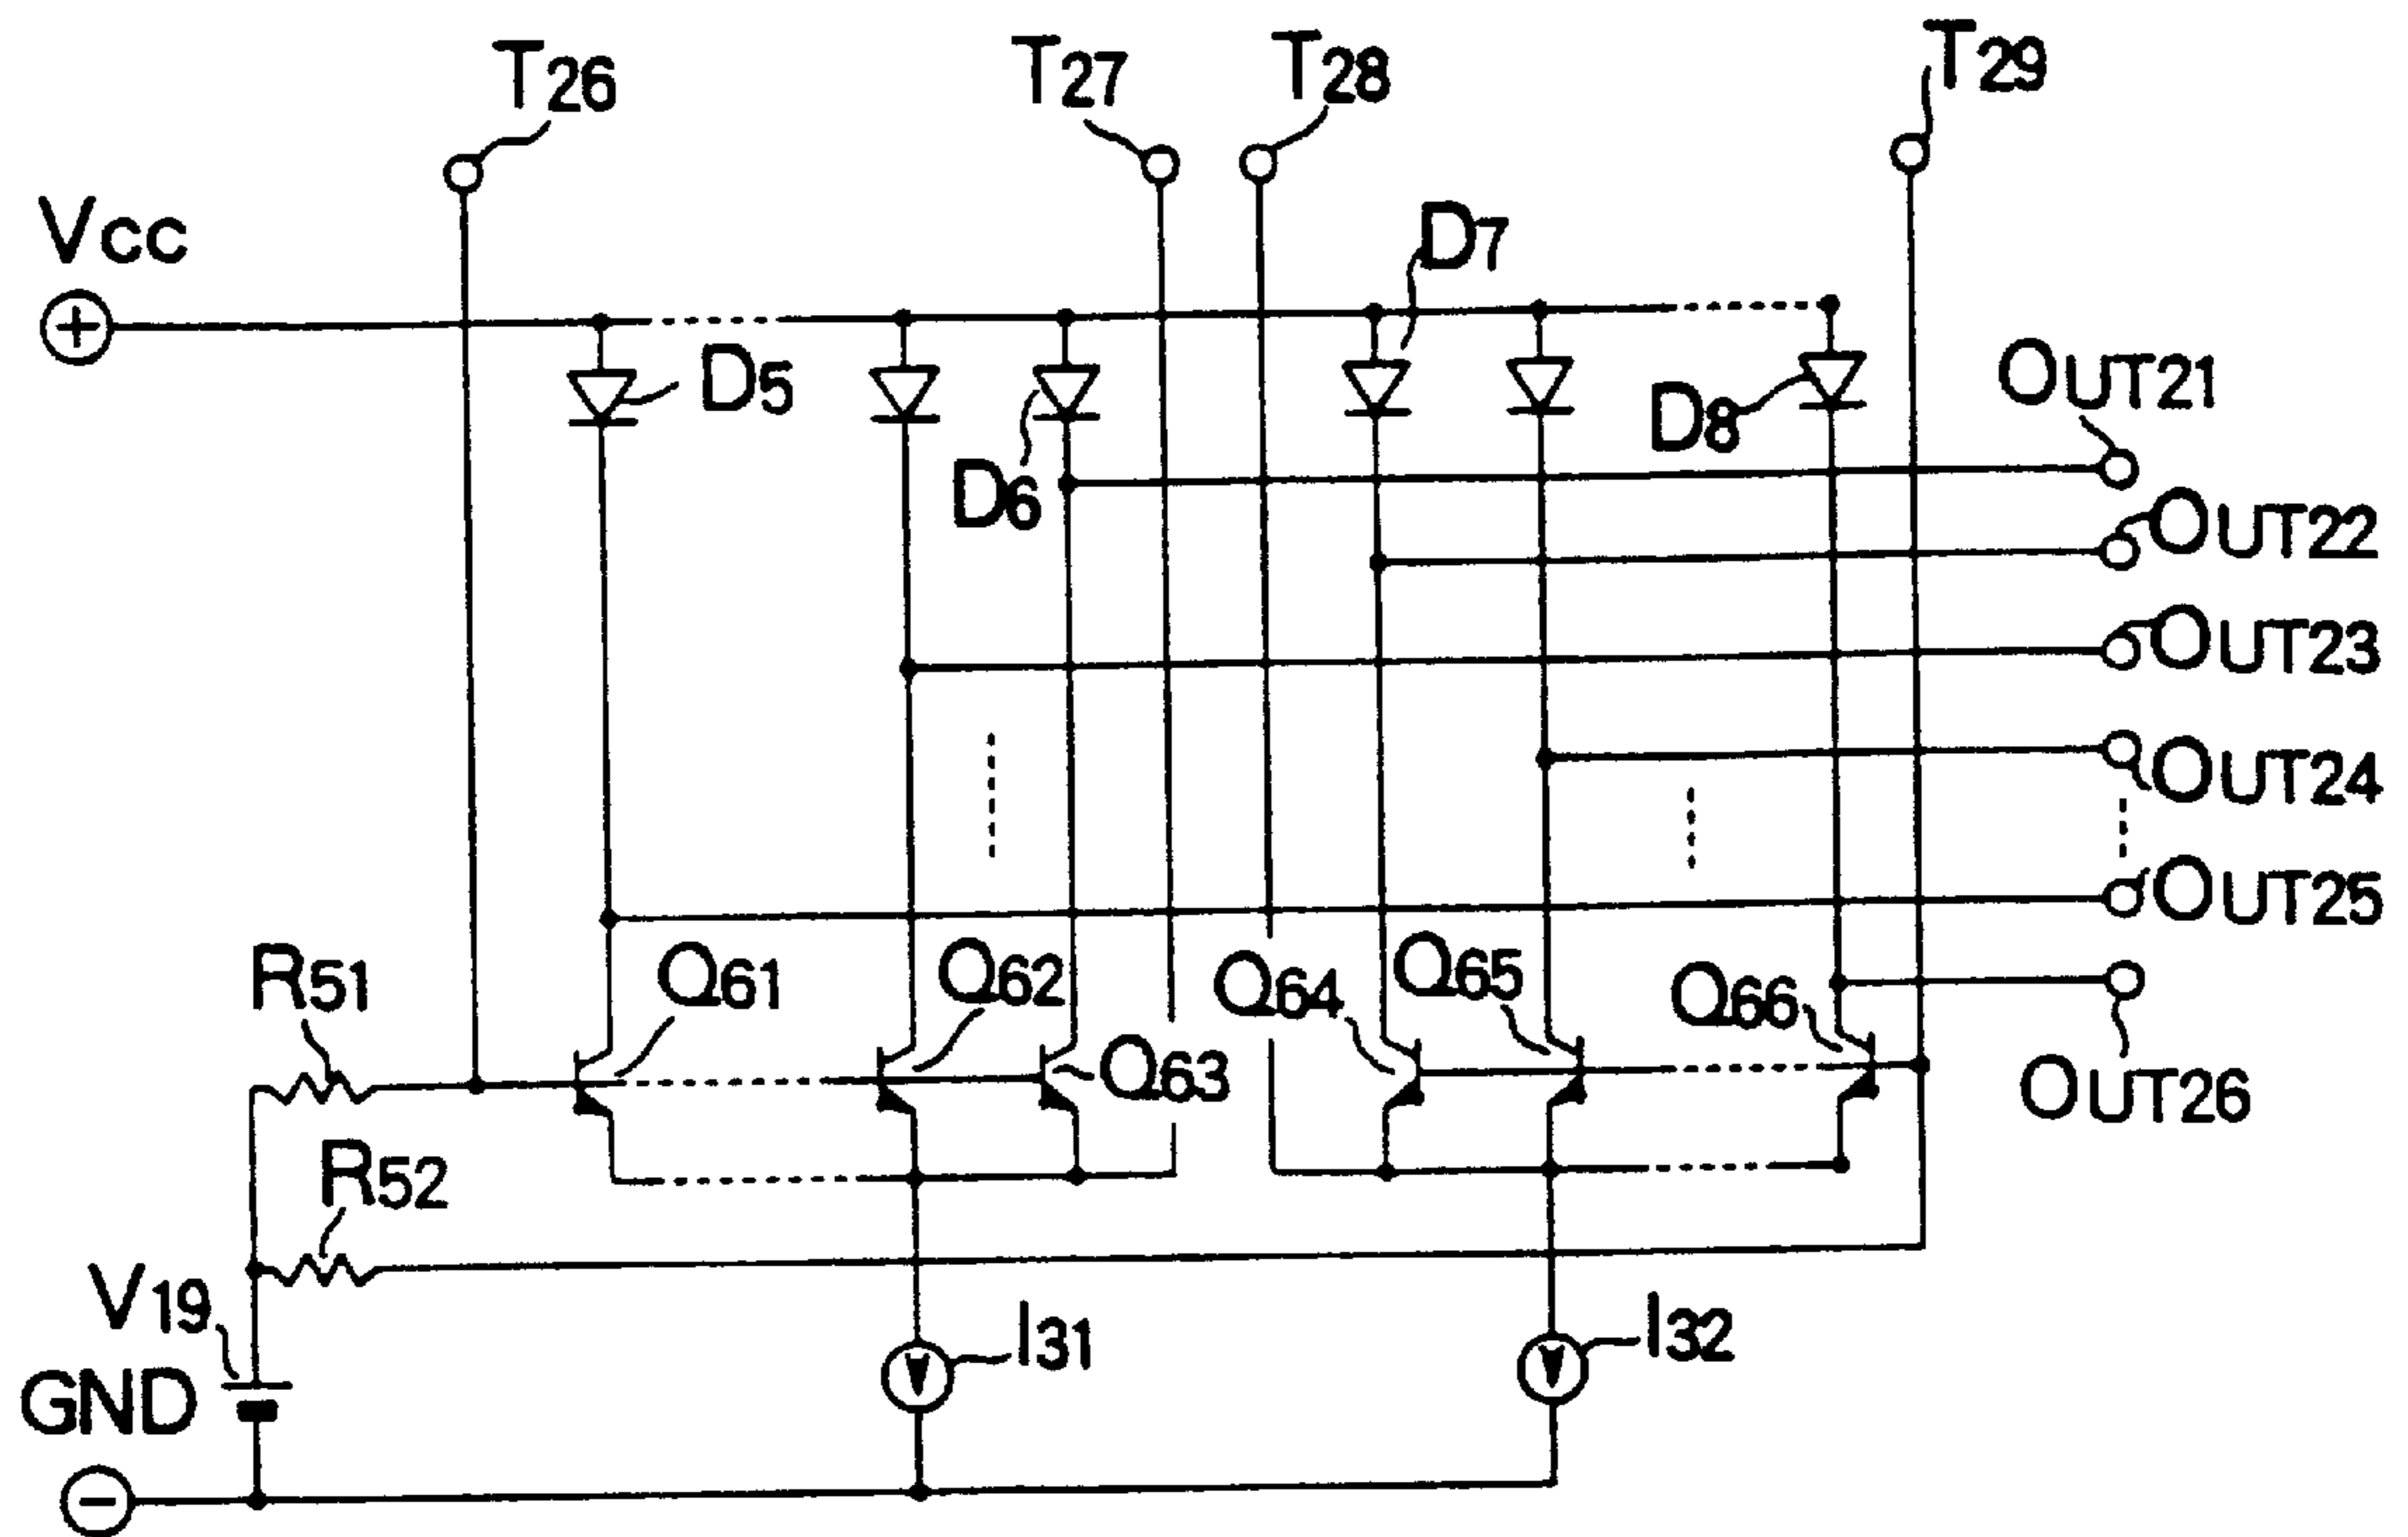 T26
T27
T28
T29
Vcc
D7
D5
D8
OUT21
D6
OUT22
OUT23
OUT24
OUT25
R51
Q61
Q62
Q64
Q65
Q66
Q63
OUT26
R52
V19
I31
I32
GND